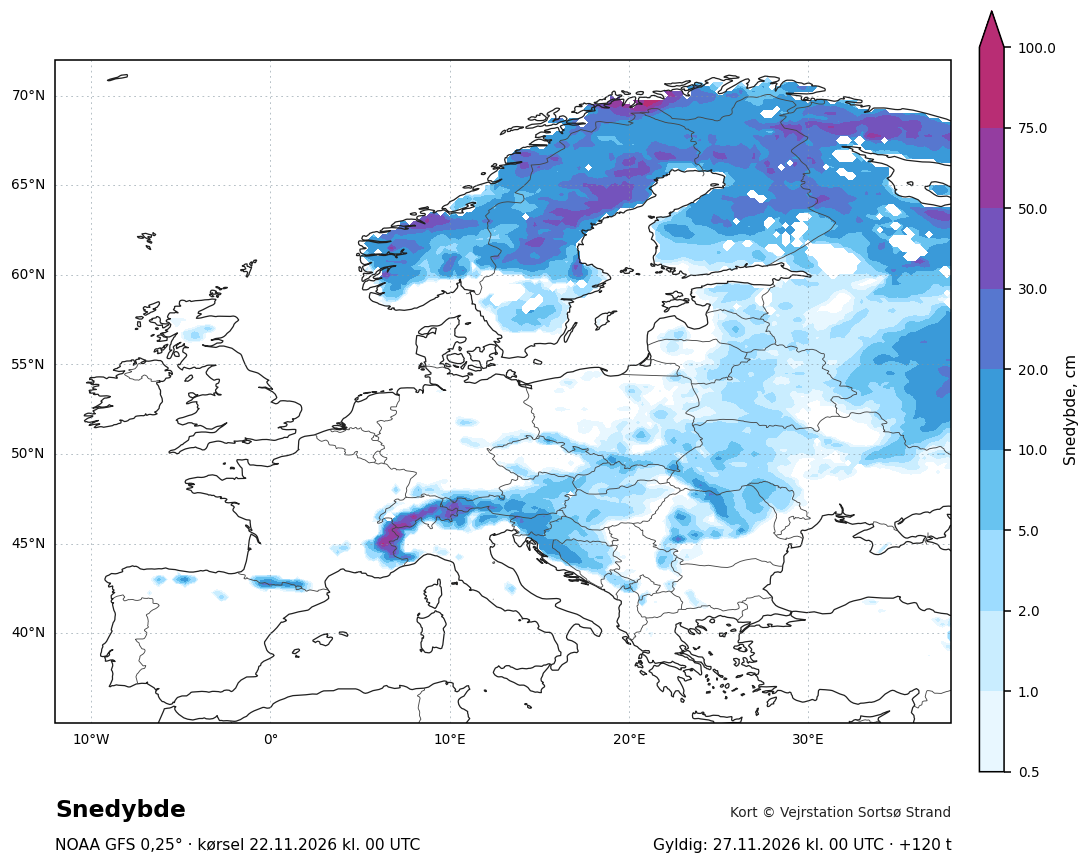 70°N
65°N
60°N
55°N
50°N
45°N
40°N
10°W
0°
10°E
20°E
30°E
100.0
75.0
50.0
30.0
20.0
10.0
5.0
2.0
1.0
0.5
Snedybde, cm
Snedybde
Kort © Vejrstation Sortsø Strand
NOAA GFS 0,25° · kørsel 22.11.2026 kl. 00 UTC
Gyldig: 27.11.2026 kl. 00 UTC · +120 t